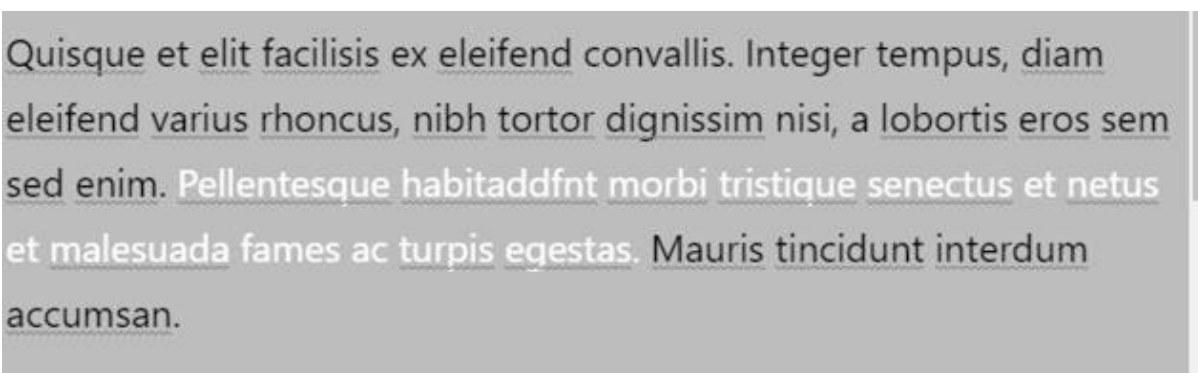 Quisque et elit facilisis ex eleifend convallis. Integer tempus, diam
eleifend varius rhoncus, nibh tortor dignissim nisi, a lobortis eros sem
sed enim. Pellentesque habitaddfnt morbi tristique senectus et netus
et malesuada fames ac turpis egestas. Mauris tincidunt interdum
accumsan.